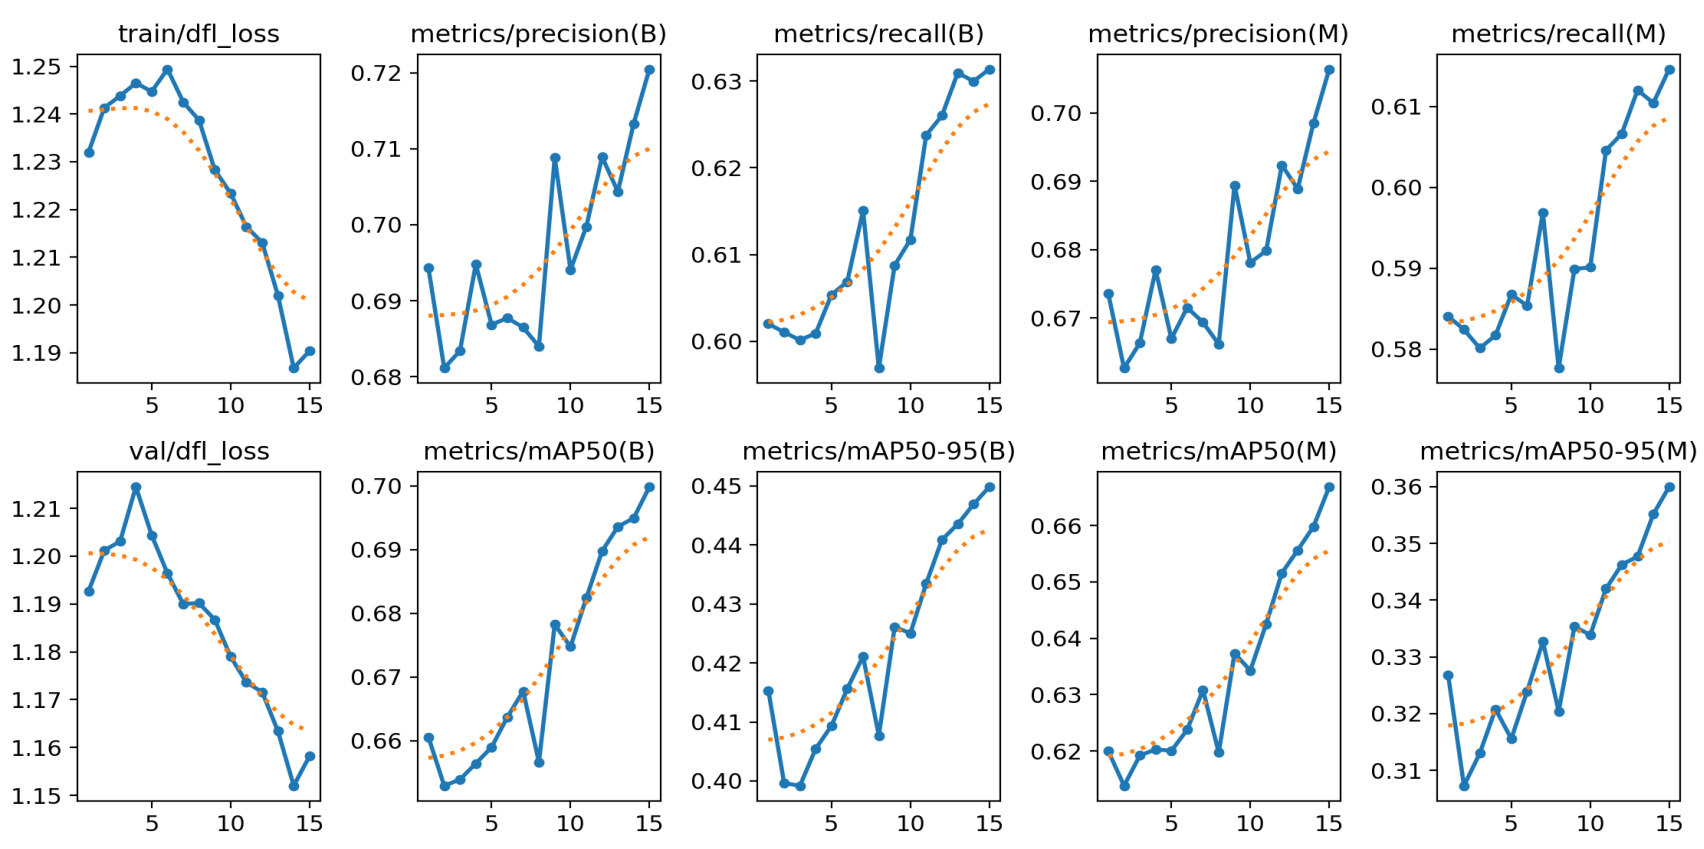 train/dfl_loss
metrics/precision(B)
metrics/recall(B)
metrics/precision(M)
metrics/recall(M)
1.25
1.24
1.23
1.22
1.21
1.20
1.19
5 10 15
0.72
0.71
0.70
0.69
0.68
5 10 15
0.63
0.62
0.61
0.60
5 10 15
0.70
0.69
0.68
0.67
5 10 15
0.61
0.60
0.59
0.58
5 10 15
val/dfl_loss
metrics/mAP50(B)
metrics/mAP50-95(B)
metrics/mAP50(M)
metrics/mAP50-95(M)
1.21
1.20
1.19
1.18
1.17
1.16
1.15
5 10 15
0.70
0.69
0.68
0.67
0.66
5 10 15
0.45
0.44
0.43
0.42
0.41
0.40
5 10 15
0.66
0.65
0.64
0.63
0.62
5 10 15
0.36
0.35
0.34
0.33
0.32
0.31
5 10 15